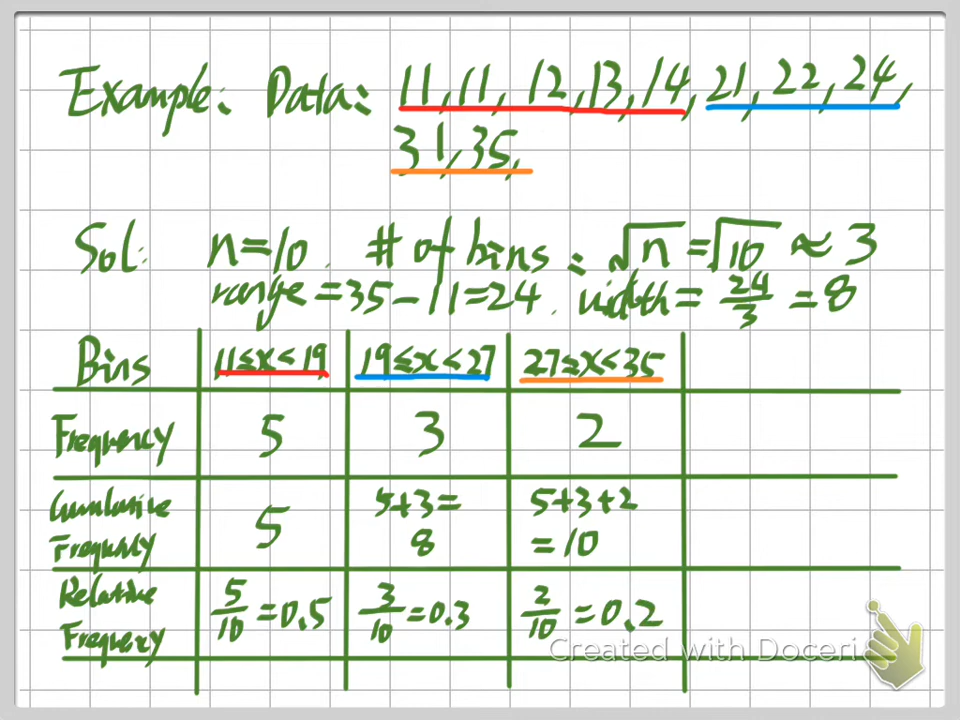 Example: Data: 11, 11, 12, 13, 14, 21, 22, 24,
31, 35,
Sol: n=10. # of bins = √n = √10 ≈ 3
range = 35-11=24. width = 24/3 = 8
Bins 11≤x<19 19≤x<27 27≥x<35
Frequency 5 3 2
Cumulative Frequency 5 5+3= 8 5+3+2 =10
Relative Frequency 5/10=0.5 3/10=0.3 2/10=0.2
Created with Doceri